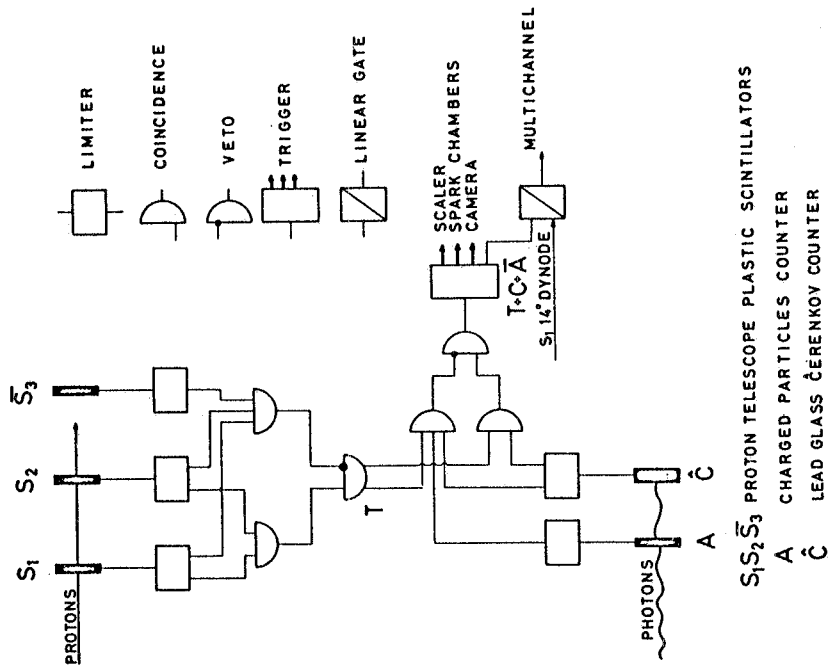 S₁
S₂
S̄₃
PROTONS
T
PHOTONS
A
Ĉ
T+C+Ā
SCALER
SPARK CHAMBERS
CAMERA
S₁ 14° DYNODE
MULTICHANNEL
LIMITER
COINCIDENCE
VETO
TRIGGER
LINEAR GATE
S₁S₂S̄₃ PROTON TELESCOPE PLASTIC SCINTILLATORS
A CHARGED PARTICLES COUNTER
Ĉ LEAD GLASS ČERENKOV COUNTER